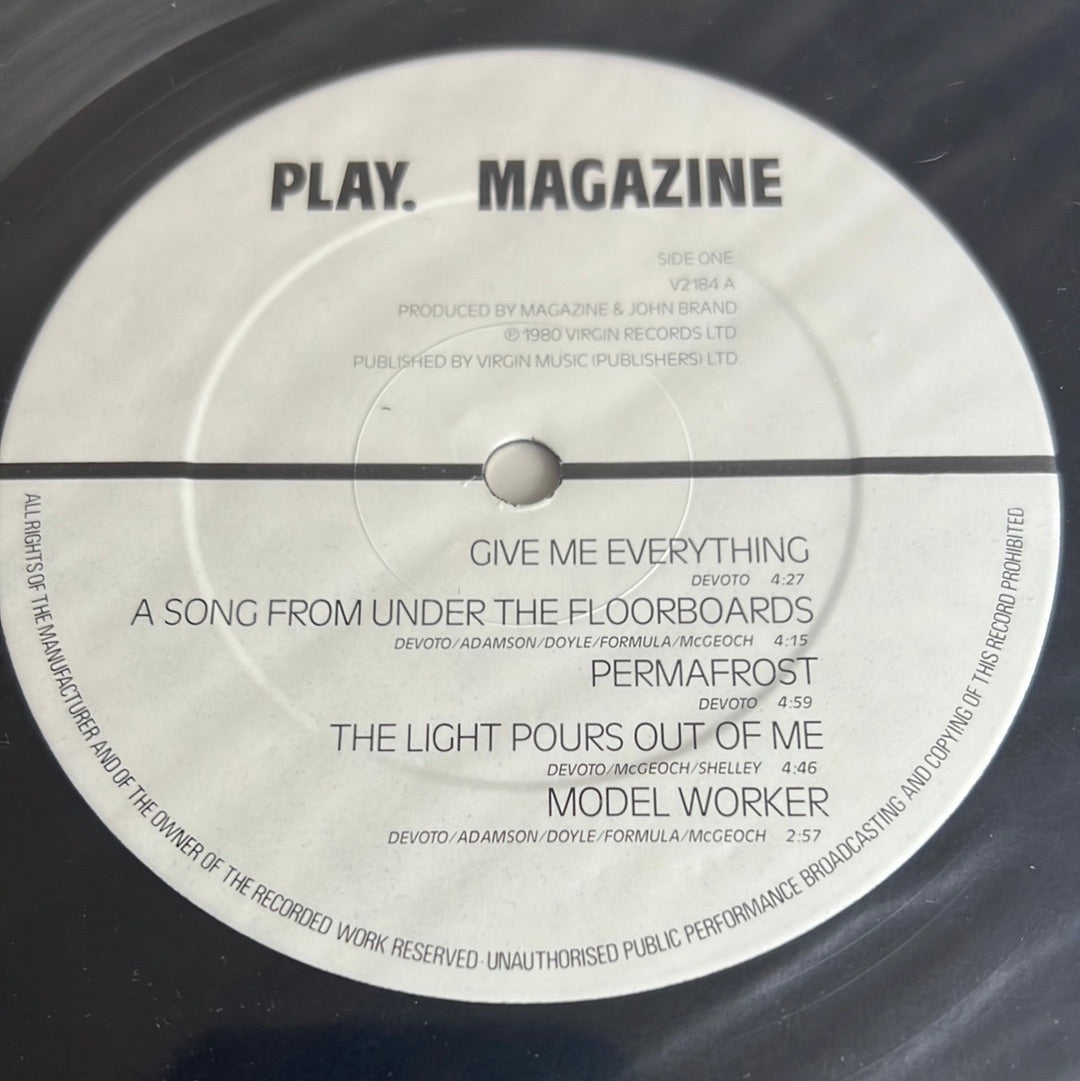 PLAY. MAGAZINE
SIDE ONE
V2184 A
PRODUCED BY MAGAZINE & JOHN BRAND
℗ 1980 VIRGIN RECORDS LTD
PUBLISHED BY VIRGIN MUSIC (PUBLISHERS) LTD.
GIVE ME EVERYTHING
DEVOTO 4:27
A SONG FROM UNDER THE FLOORBOARDS
DEVOTO/ADAMSON/DOYLE/FORMULA/McGEOCH 4:15
PERMAFROST
DEVOTO 4:59
THE LIGHT POURS OUT OF ME
DEVOTO/McGEOCH/SHELLEY 4:46
MODEL WORKER
DEVOTO/ADAMSON/DOYLE/FORMULA/McGEOCH 2:57
ALL RIGHTS OF THE MANUFACTURER AND OF THE OWNER OF THE RECORDED WORK RESERVED · UNAUTHORISED PUBLIC PERFORMANCE BROADCASTING AND COPYING OF THIS RECORD PROHIBITED